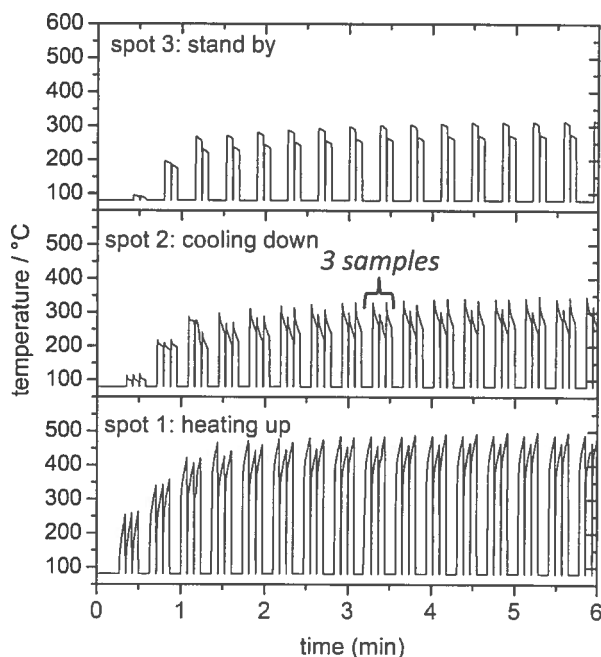 600
spot 3: stand by
500
400
300
200
100
spot 2: cooling down
500
3 samples
400
300
200
100
spot 1: heating up
500
400
300
200
100
0 1 2 3 4 5 6
time (min)
temperature / °C